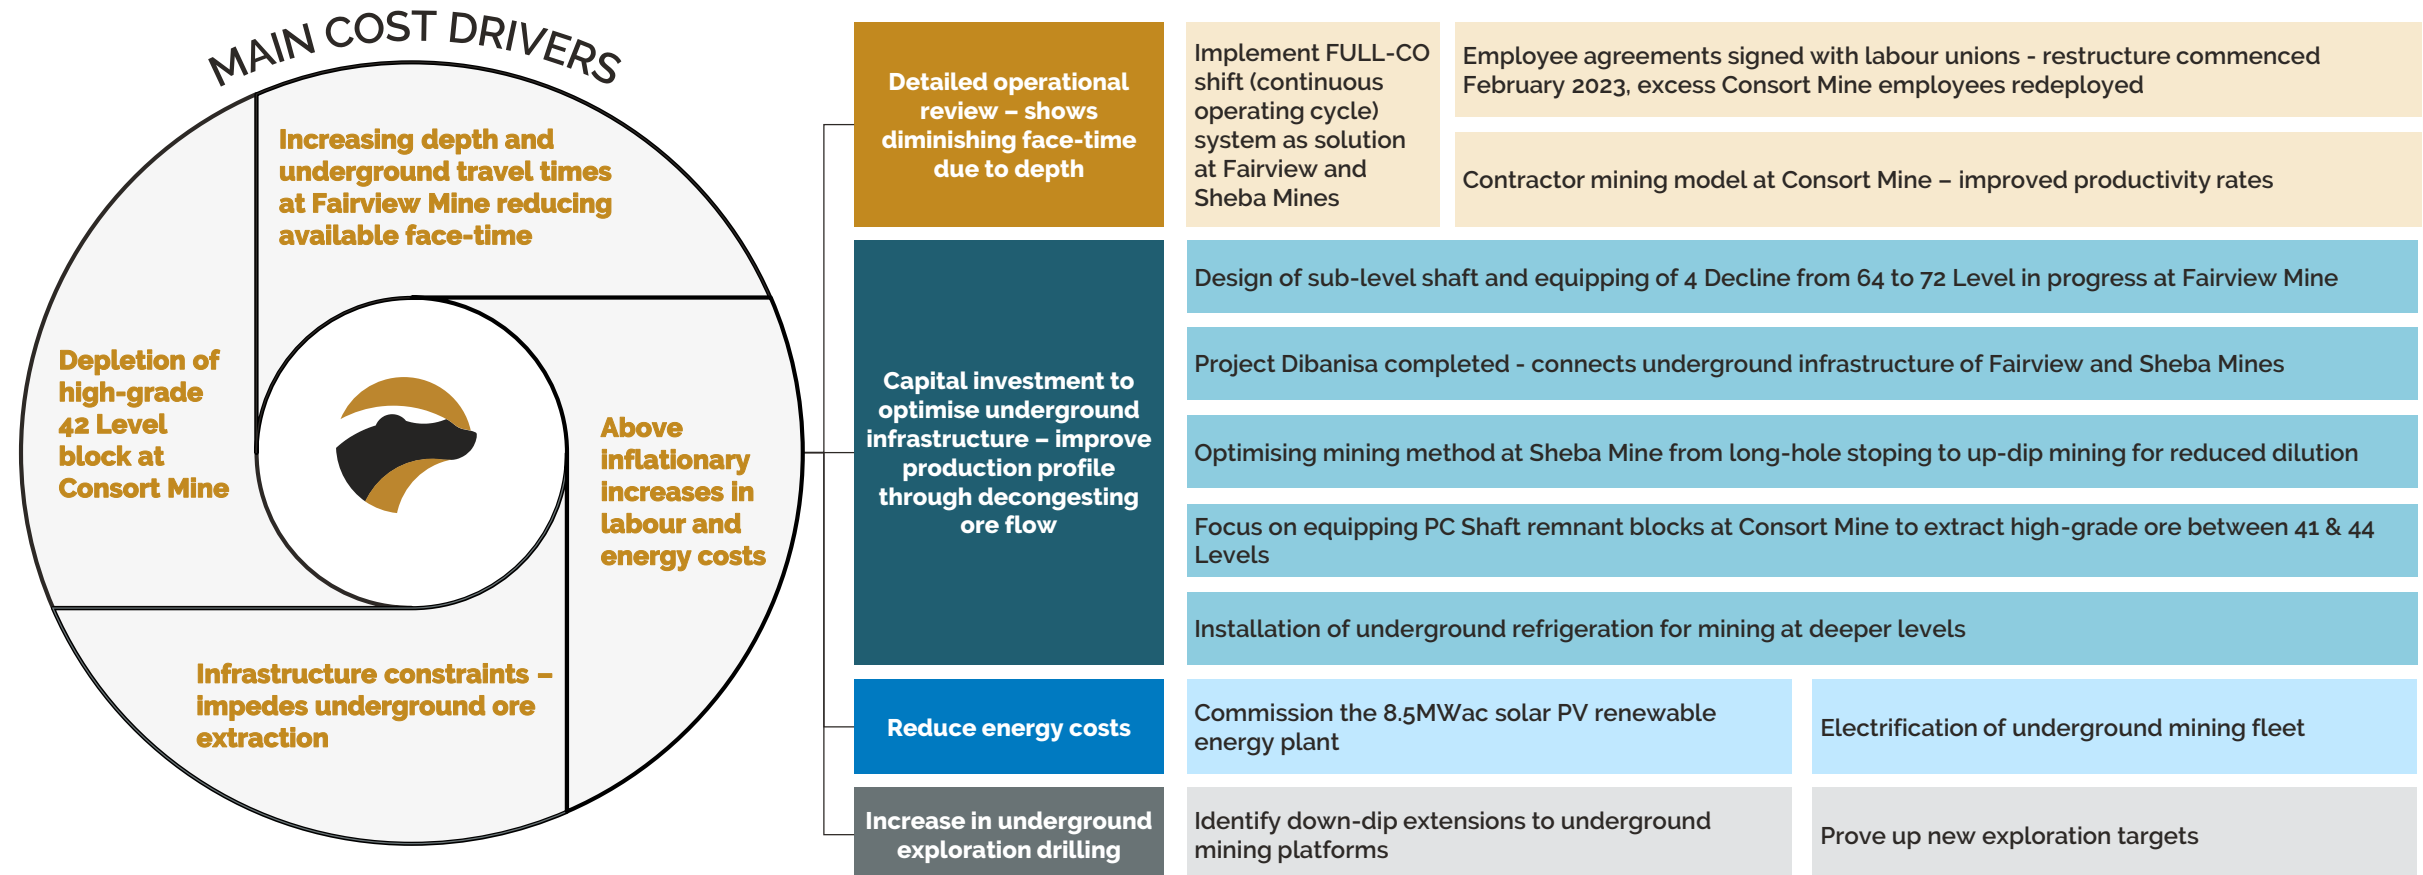 MAIN COST DRIVERS
Increasing depth and
underground travel times
at Fairview Mine reducing
available face-time
Depletion of
high-grade
42 Level
block at
Consort Mine
Above
inflationary
increases in
labour and
energy costs
Infrastructure constraints –
impedes underground ore
extraction
Detailed operational
review – shows
diminishing face-time
due to depth
Implement FULL-CO
shift (continuous
operating cycle)
system as solution
at Fairview and
Sheba Mines
Employee agreements signed with labour unions - restructure commenced
February 2023, excess Consort Mine employees redeployed
Contractor mining model at Consort Mine – improved productivity rates
Capital investment to
optimise underground
infrastructure – improve
production profile
through decongesting
ore flow
Design of sub-level shaft and equipping of 4 Decline from 64 to 72 Level in progress at Fairview Mine
Project Dibanisa completed - connects underground infrastructure of Fairview and Sheba Mines
Optimising mining method at Sheba Mine from long-hole stoping to up-dip mining for reduced dilution
Focus on equipping PC Shaft remnant blocks at Consort Mine to extract high-grade ore between 41 & 44
Levels
Installation of underground refrigeration for mining at deeper levels
Reduce energy costs
Commission the 8.5MWac solar PV renewable
energy plant
Electrification of underground mining fleet
Increase in underground
exploration drilling
Identify down-dip extensions to underground
mining platforms
Prove up new exploration targets